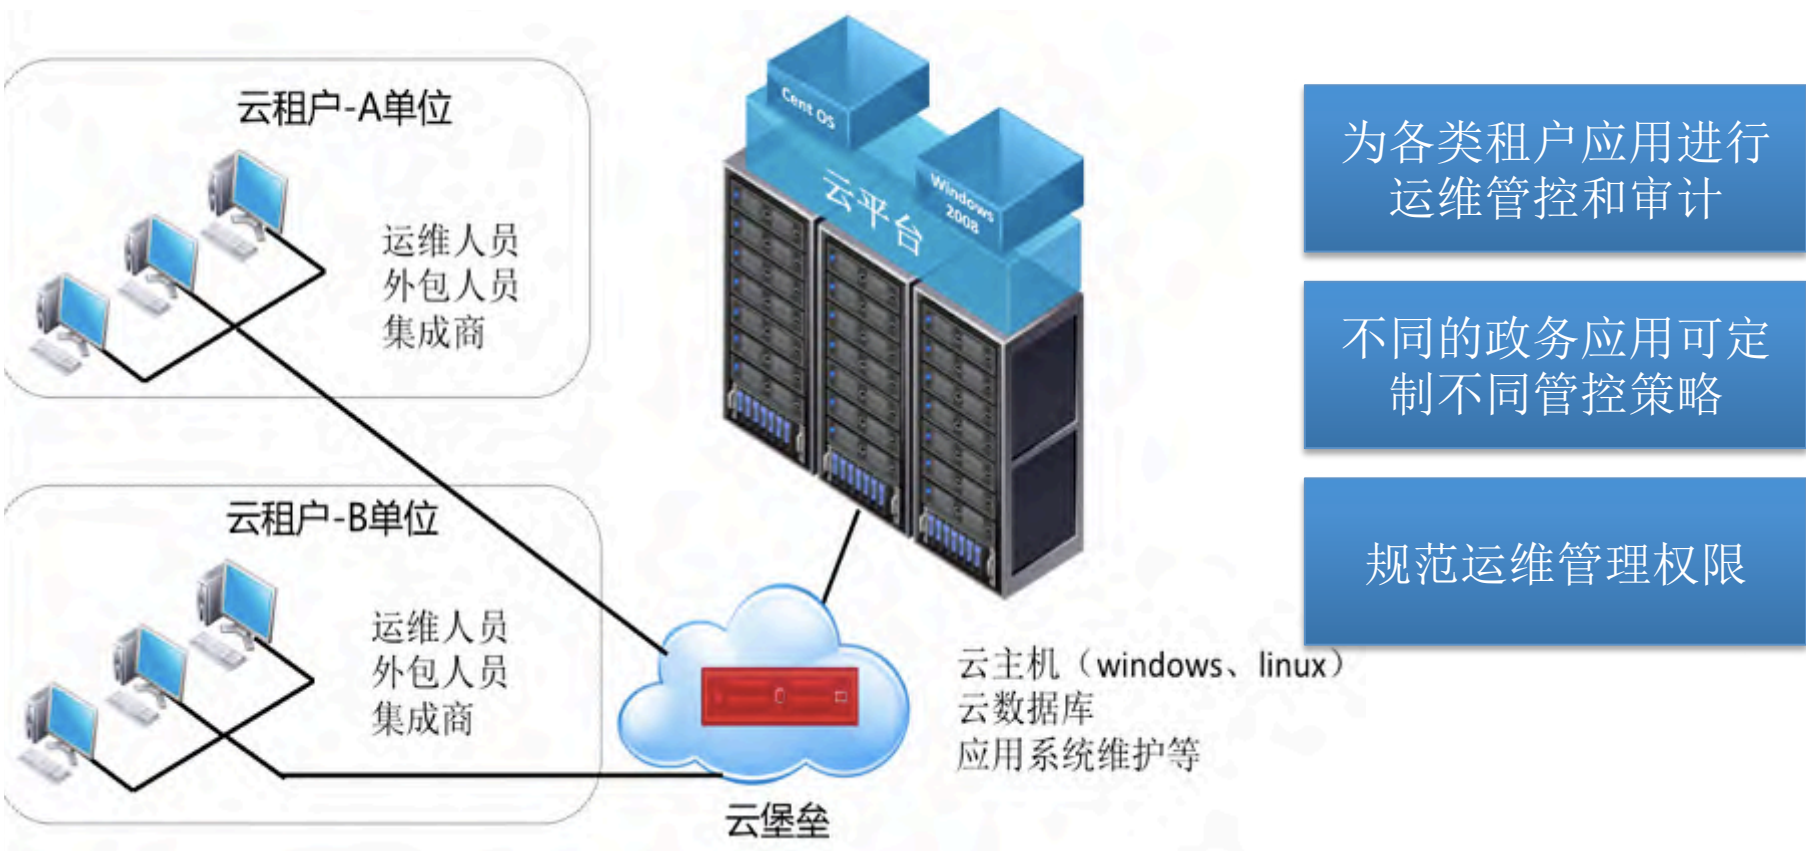 云租户-A单位
运维人员
外包人员
集成商
云租户-B单位
运维人员
外包人员
集成商
Cent OS
Windows
2008
云平台
云堡垒
云主机（windows、linux）
云数据库
应用系统维护等
为各类租户应用进行
运维管控和审计
不同的政务应用可定
制不同管控策略
规范运维管理权限